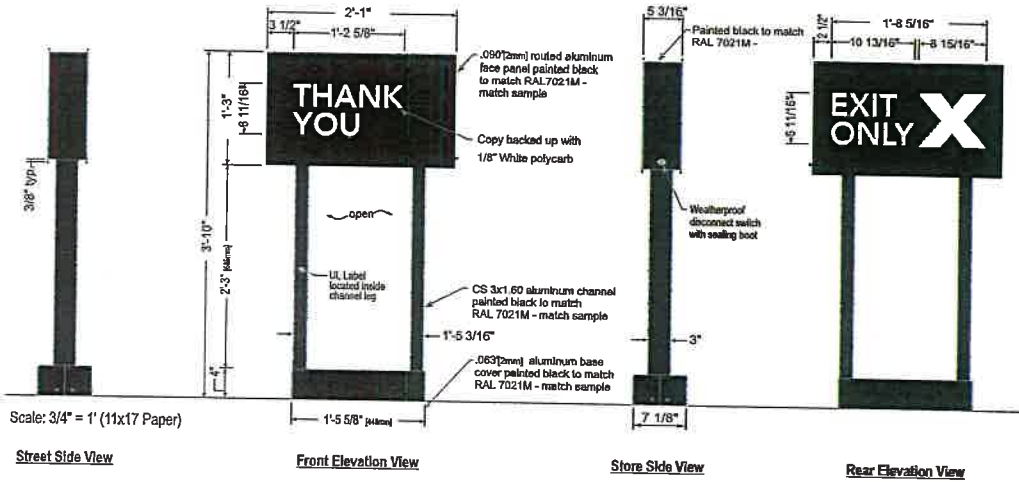 2'-1"
3 1/2"
1'-2 5/8"
1'-3"
~6 11/16"
THANK
YOU
.090"[2mm] routed aluminum
face panel painted black
to match RAL7021M -
match sample
Copy backed up with
1/8" White polycarb
3/8" typ.
3'-10"
2'-3"
open
UL Label
located inside
channel leg
CS 3x1.60 aluminum channel
painted black to match
RAL 7021M - match sample
1'-5 3/16"
.063"[2mm] aluminum base
cover painted black to match
RAL 7021M - match sample
4"
1'-5 5/8"
5 3/16"
Painted black to match
RAL 7021M -
Weatherproof
disconnect switch
with sealing boot
3"
7 1/8"
1'-8 5/16"
2 1/2"
10 13/16"
8 15/16"
~6 11/16"
EXIT
ONLY X
Scale: 3/4" = 1' (11x17 Paper)
Street Side View
Front Elevation View
Store Side View
Rear Elevation View